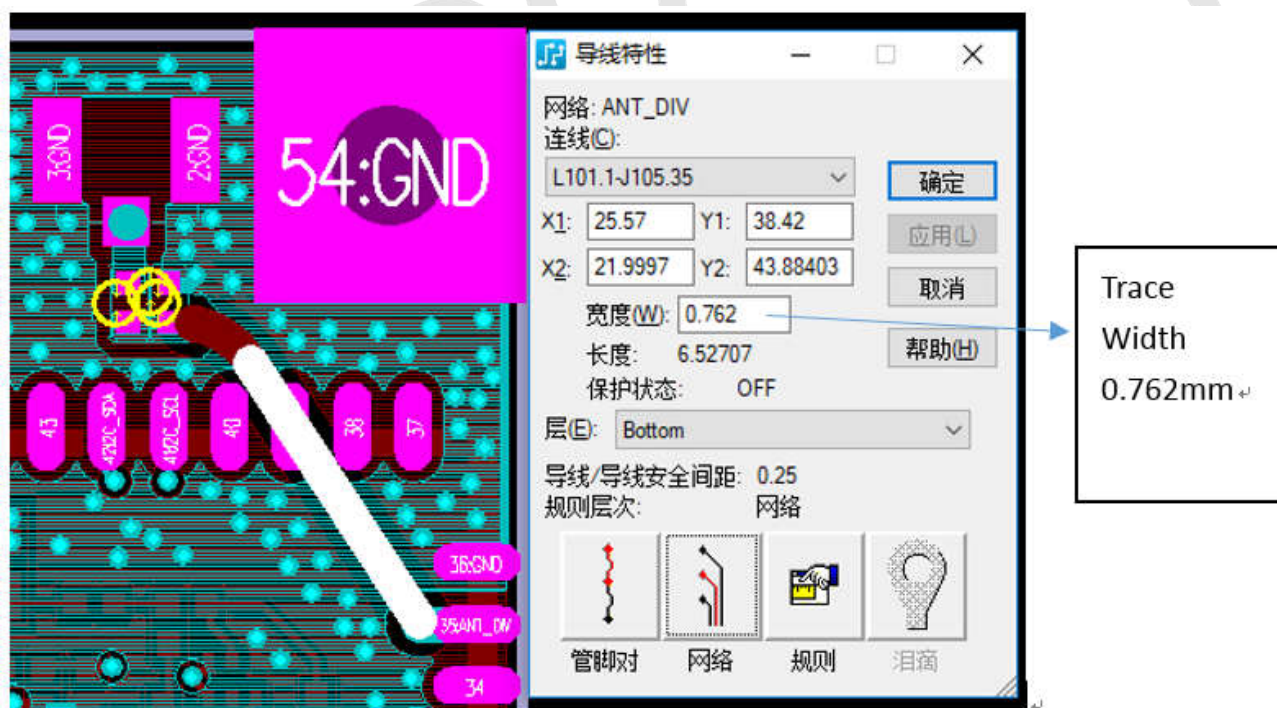 3:GND
2:GND
54:GND
43
42I2C_SDA
41I2C_SCL
40
38
37
36:GND
35:ANT_DIV
34
导线特性
网络: ANT_DIV
连线(C):
L101.1-J105.35
确定
X1: 25.57 Y1: 38.42
应用(L)
X2: 21.9997 Y2: 43.88403
取消
宽度(W): 0.762
长度: 6.52707
帮助(H)
保护状态: OFF
层(E): Bottom
导线/导线安全间距: 0.25
规则层次: 网络
管脚对 网络 规则 泪滴
Trace
Width
0.762mm